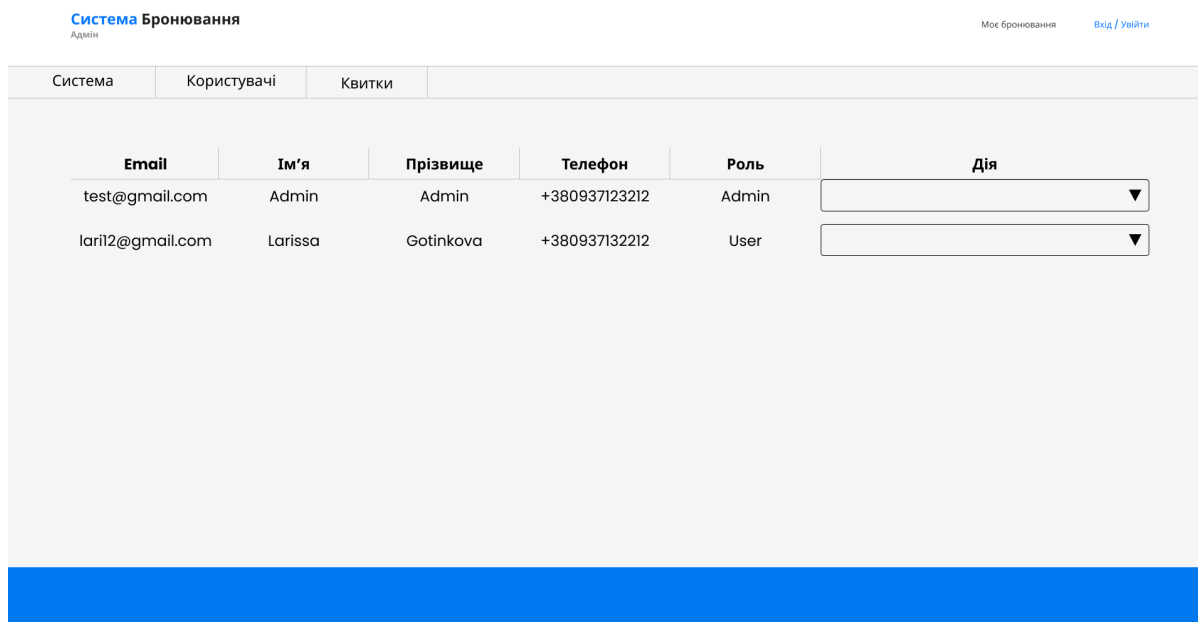 Система Бронювання
Адмін
Моє бронювання Вхід / Увійти
Система Користувачі Квитки
Email Ім’я Прізвище Телефон Роль Дія
test@gmail.com Admin Admin +380937123212 Admin
lari12@gmail.com Larissa Gotinkova +380937132212 User